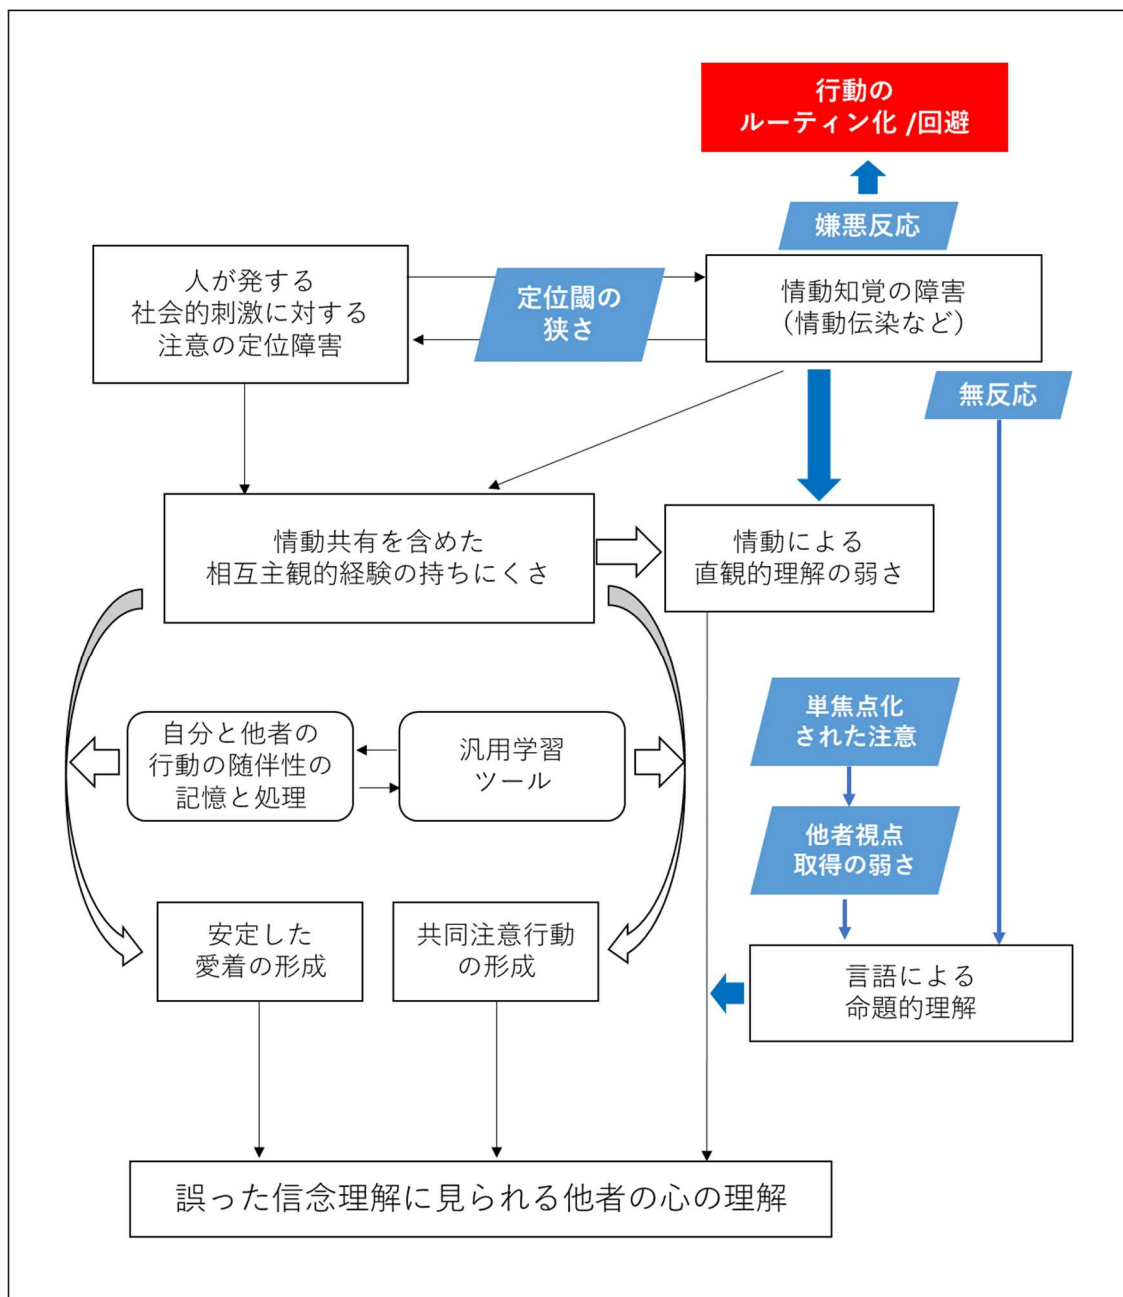 行動の
ルーティン化 /回避
嫌悪反応
人が発する
社会的刺激に対する
注意の定位障害
定位閾の
狭さ
情動知覚の障害
（情動伝染など）
無反応
情動共有を含めた
相互主観的経験の持ちにくさ
情動による
直観的理解の弱さ
自分と他者の
行動の随伴性の
記憶と処理
汎用学習
ツール
単焦点化
された注意
他者視点
取得の弱さ
安定した
愛着の形成
共同注意行動
の形成
言語による
命題的理解
誤った信念理解に見られる他者の心の理解